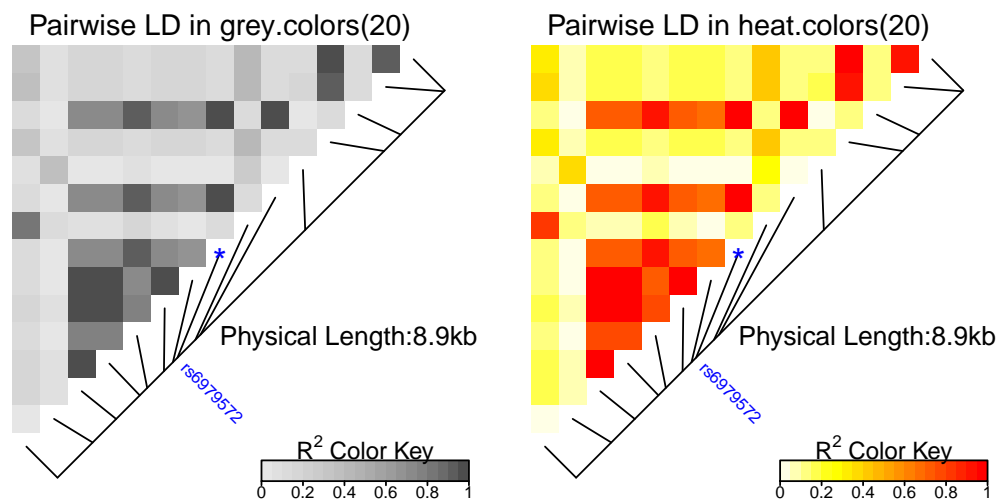 Pairwise LD in grey.colors(20)
*
Physical Length:8.9kb
rs6979572
R² Color Key
0 0.2 0.4 0.6 0.8 1
Pairwise LD in heat.colors(20)
*
Physical Length:8.9kb
rs6979572
R² Color Key
0 0.2 0.4 0.6 0.8 1